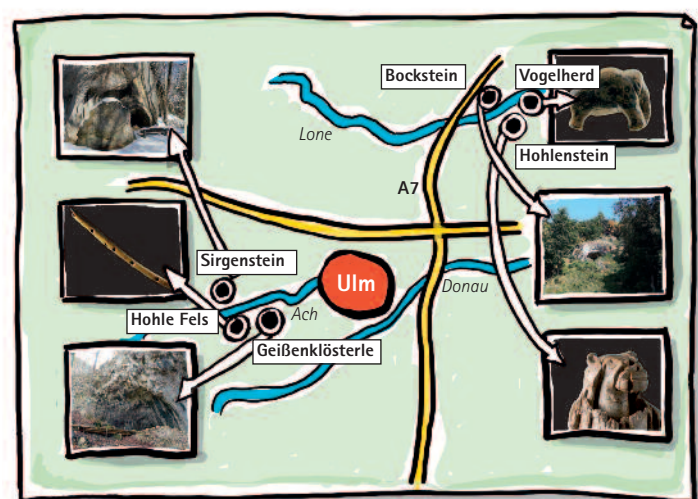 Bockstein
Vogelherd
Lone
Hohlenstein
A7
Sirgenstein
Ulm
Donau
Ach
Hohle Fels
Geißenklösterle